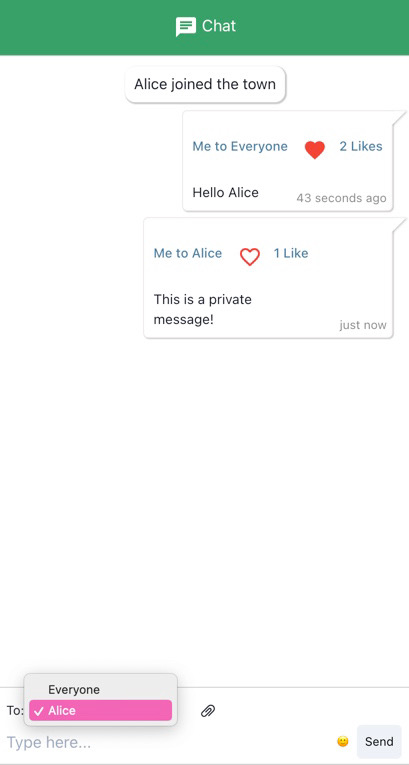 Chat
Alice joined the town
Me to Everyone 2 Likes
Hello Alice
43 seconds ago
Me to Alice 1 Like
This is a private
message!
just now
Everyone
To: ✓ Alice
Type here...
Send